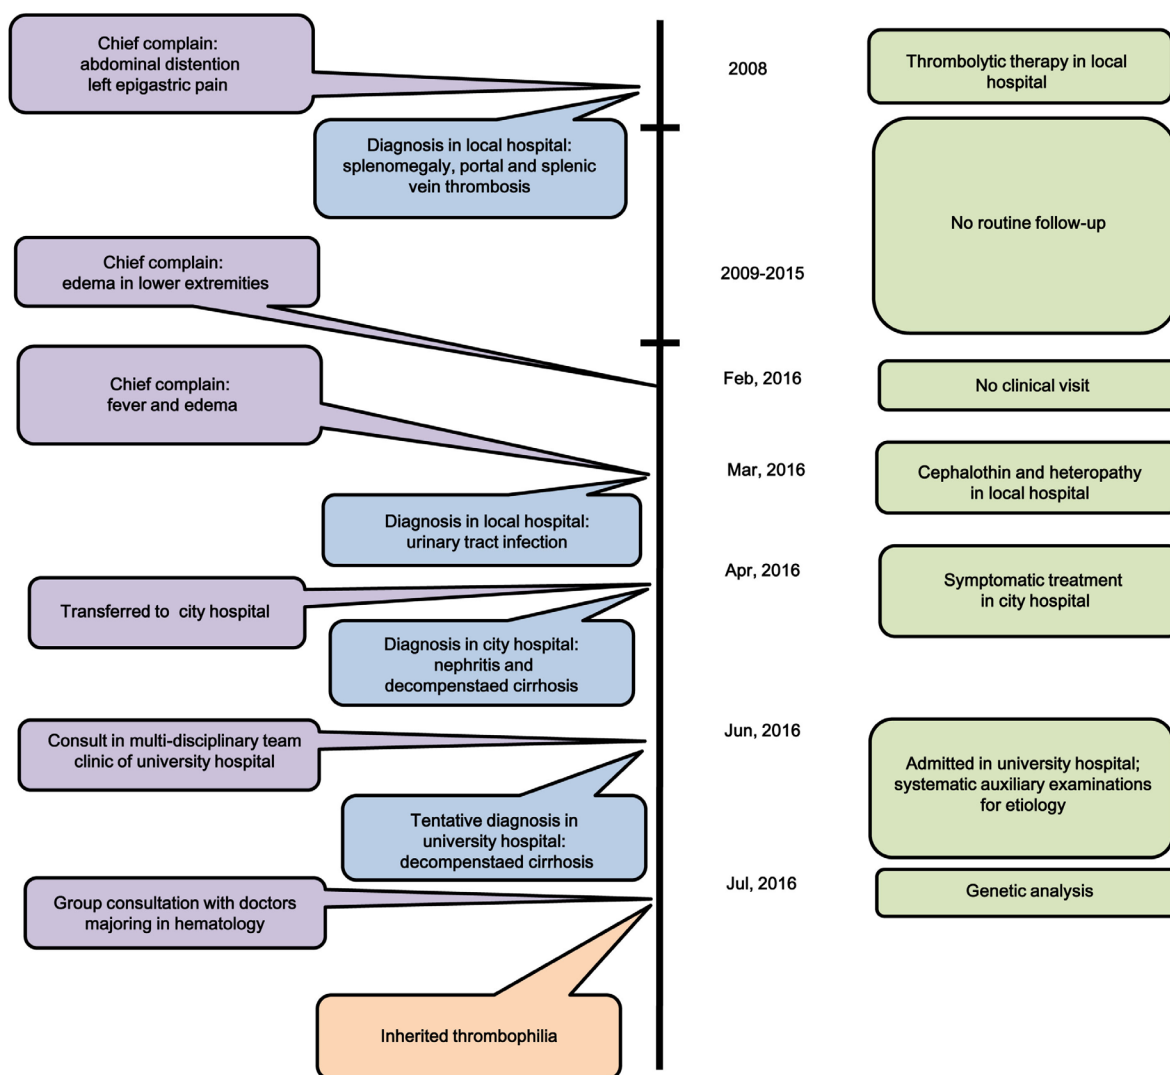 Chief complain:
abdominal distention
left epigastric pain
2008
Thrombolytic therapy in local
hospital
Diagnosis in local hospital:
splenomegaly, portal and splenic
vein thrombosis
No routine follow-up
Chief complain:
edema in lower extremities
2009-2015
Feb, 2016
No clinical visit
Chief complain:
fever and edema
Mar, 2016
Cephalothin and heteropathy
in local hospital
Diagnosis in local hospital:
urinary tract infection
Apr, 2016
Symptomatic treatment
in city hospital
Transferred to city hospital
Diagnosis in city hospital:
nephritis and
decompenstaed cirrhosis
Jun, 2016
Consult in multi-disciplinary team
clinic of university hospital
Admitted in university hospital;
systematic auxiliary examinations
for etiology
Tentative diagnosis in
university hospital:
decompenstaed cirrhosis
Jul, 2016
Genetic analysis
Group consultation with doctors
majoring in hematology
Inherited thrombophilia